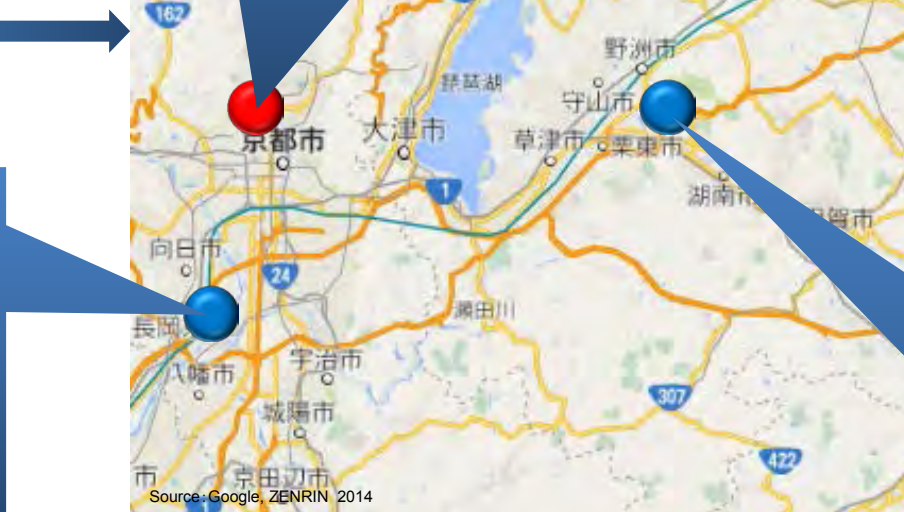 162
野洲市
琵琶湖
守山市
京都市
大津市
草津市
栗東市
1
湖南市
向日市
24
瀬田川
長岡
宇治市
八幡市
307
城陽市
422
市
京田辺市
1
Source:Google, ZENRIN 2014